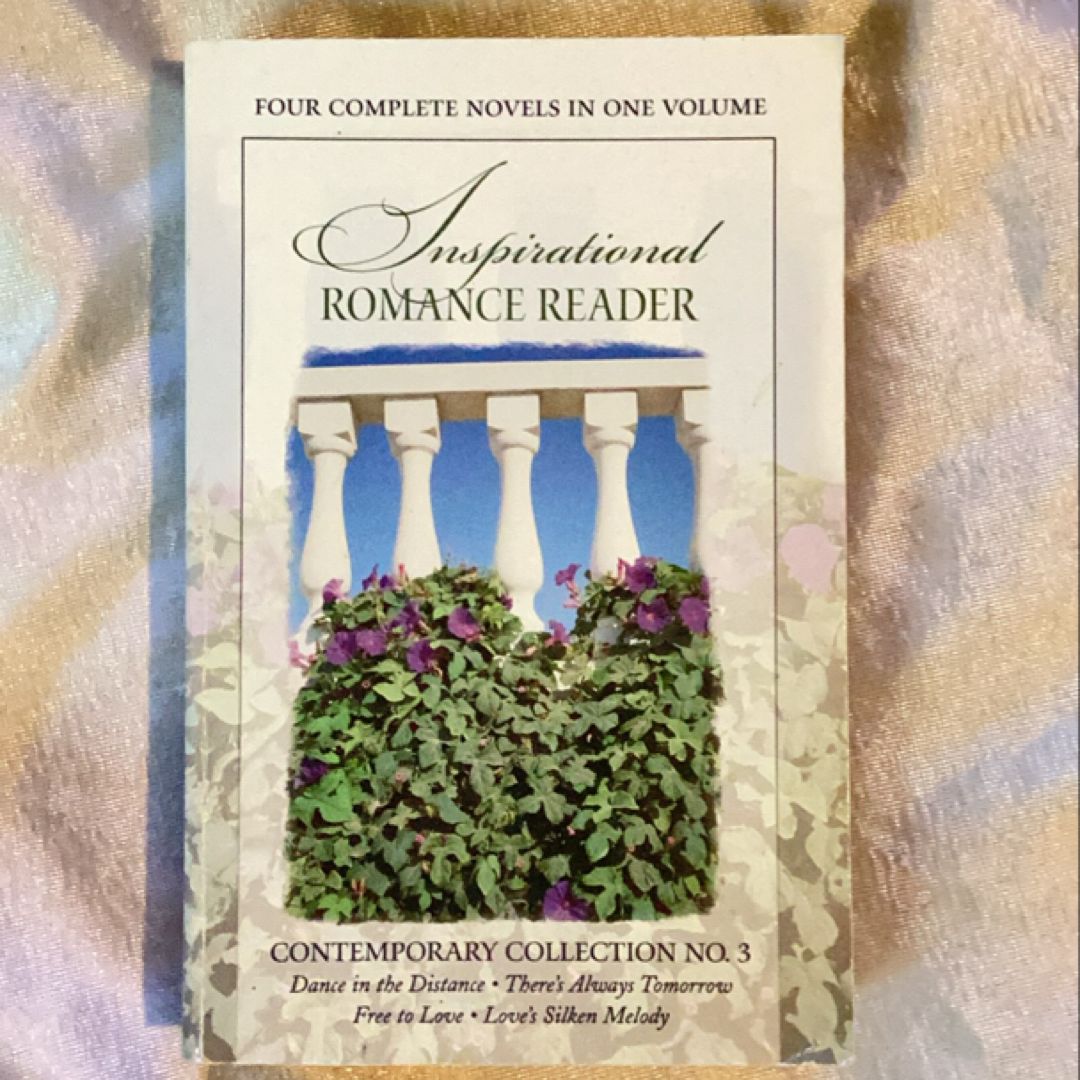 FOUR COMPLETE NOVELS IN ONE VOLUME
Inspirational
ROMANCE READER
CONTEMPORARY COLLECTION NO. 3
Dance in the Distance • There's Always Tomorrow
Free to Love • Love's Silken Melody